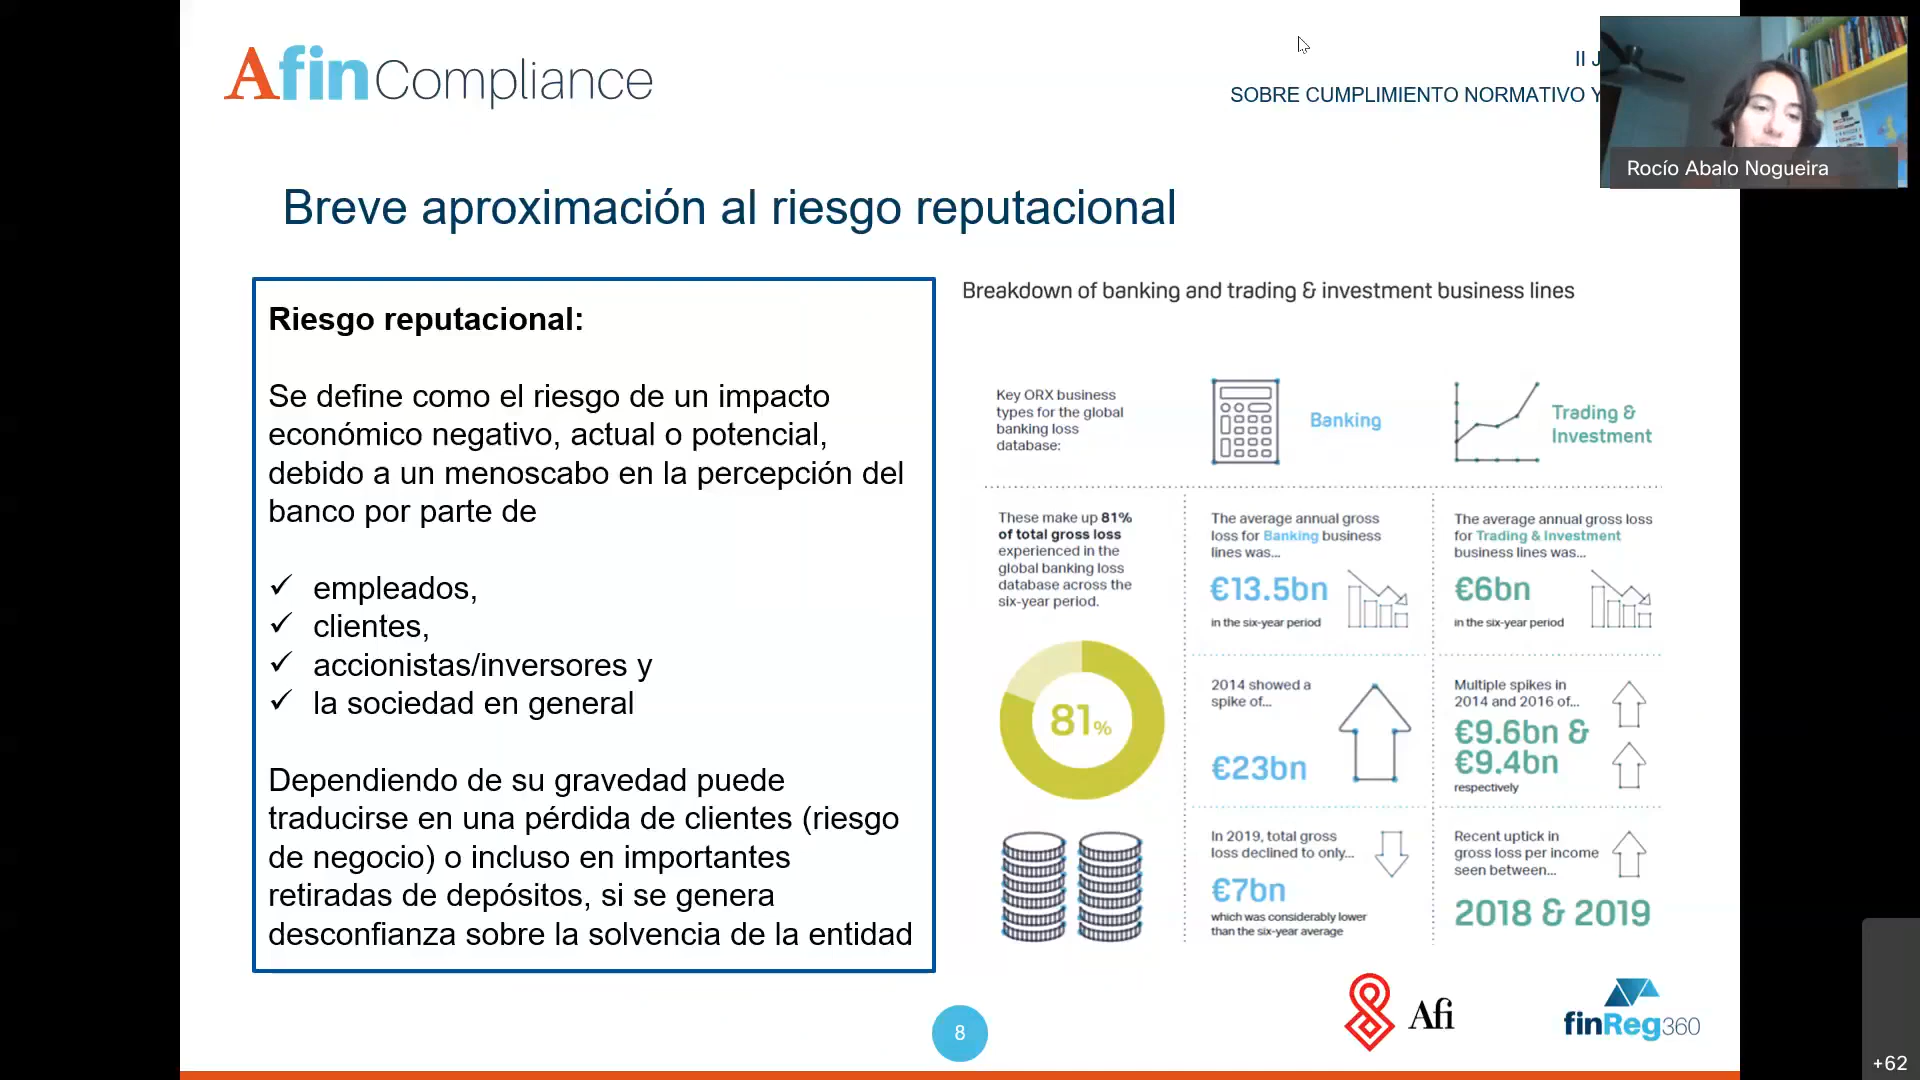 Afin Compliance
II J
SOBRE CUMPLIMIENTO NORMATIVO Y
Rocío Abalo Nogueira
Breve aproximación al riesgo reputacional
Riesgo reputacional:
Se define como el riesgo de un impacto
económico negativo, actual o potencial,
debido a un menoscabo en la percepción del
banco por parte de
✓ empleados,
✓ clientes,
✓ accionistas/inversores y
✓ la sociedad en general
Dependiendo de su gravedad puede
traducirse en una pérdida de clientes (riesgo
de negocio) o incluso en importantes
retiradas de depósitos, si se genera
desconfianza sobre la solvencia de la entidad
Breakdown of banking and trading & investment business lines
Key ORX business
types for the global
banking loss
database:
Banking
Trading &
Investment
These make up 81%
of total gross loss
experienced in the
global banking loss
database across the
six-year period.
81%
The average annual gross
loss for Banking business
lines was...
€13.5bn
in the six-year period
The average annual gross loss
for Trading & Investment
business lines was...
€6bn
in the six-year period
2014 showed a
spike of...
€23bn
Multiple spikes in
2014 and 2016 of...
€9.6bn &
€9.4bn
respectively
In 2019, total gross
loss declined to only...
€7bn
which was considerably lower
than the six-year average
Recent uptick in
gross loss per income
seen between...
2018 & 2019
8
Afi
finReg360
+62